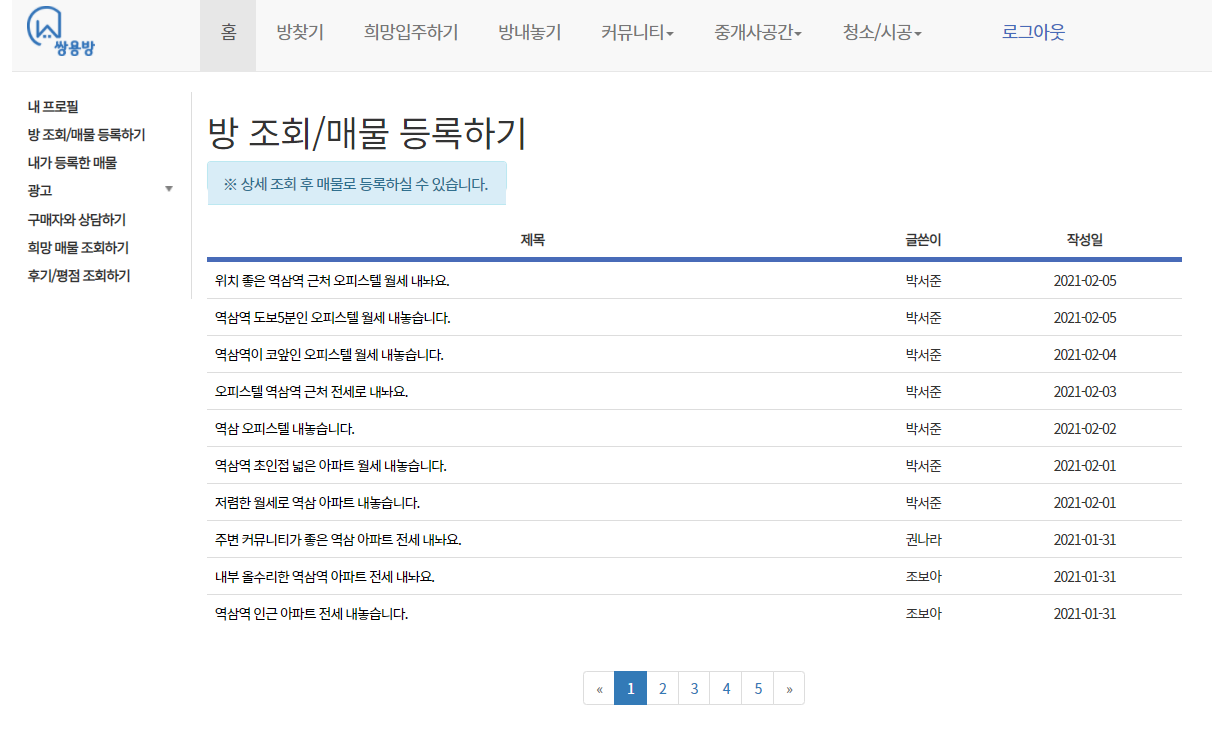 쌍용방
홈 방찾기 희망입주하기 방내놓기 커뮤니티 중개사공간 청소/시공 로그아웃
내 프로필
방 조회/매물 등록하기
내가 등록한 매물
광고
구매자와 상담하기
희망 매물 조회하기
후기/평점 조회하기
방 조회/매물 등록하기
※ 상세 조회 후 매물로 등록하실 수 있습니다.
제목 글쓴이 작성일
위치 좋은 역삼역 근처 오피스텔 월세 내놔요. 박서준 2021-02-05
역삼역 도보5분인 오피스텔 월세 내놓습니다. 박서준 2021-02-05
역삼역이 코앞인 오피스텔 월세 내놓습니다. 박서준 2021-02-04
오피스텔 역삼역 근처 전세로 내놔요. 박서준 2021-02-03
역삼 오피스텔 내놓습니다. 박서준 2021-02-02
역삼역 초인접 넓은 아파트 월세 내놓습니다. 박서준 2021-02-01
저렴한 월세로 역삼 아파트 내놓습니다. 박서준 2021-02-01
주변 커뮤니티가 좋은 역삼 아파트 전세 내놔요. 권나라 2021-01-31
내부 올수리한 역삼역 아파트 전세 내놔요. 조보아 2021-01-31
역삼역 인근 아파트 전세 내놓습니다. 조보아 2021-01-31
« 1 2 3 4 5 »